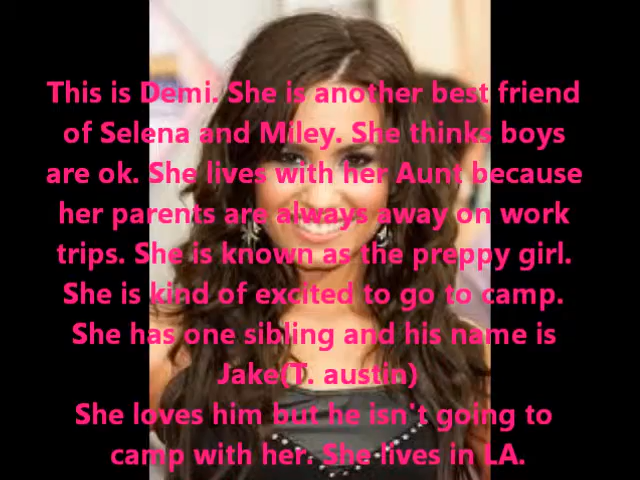 This is Demi. She is another best friend
of Selena and Miley. She thinks boys
are ok. She lives with her Aunt because
her parents are always away on work
trips. She is known as the preppy girl.
She is kind of excited to go to camp.
She has one sibling and his name is
Jake(T. austin)
She loves him but he isn't going to
camp with her. She lives in LA.